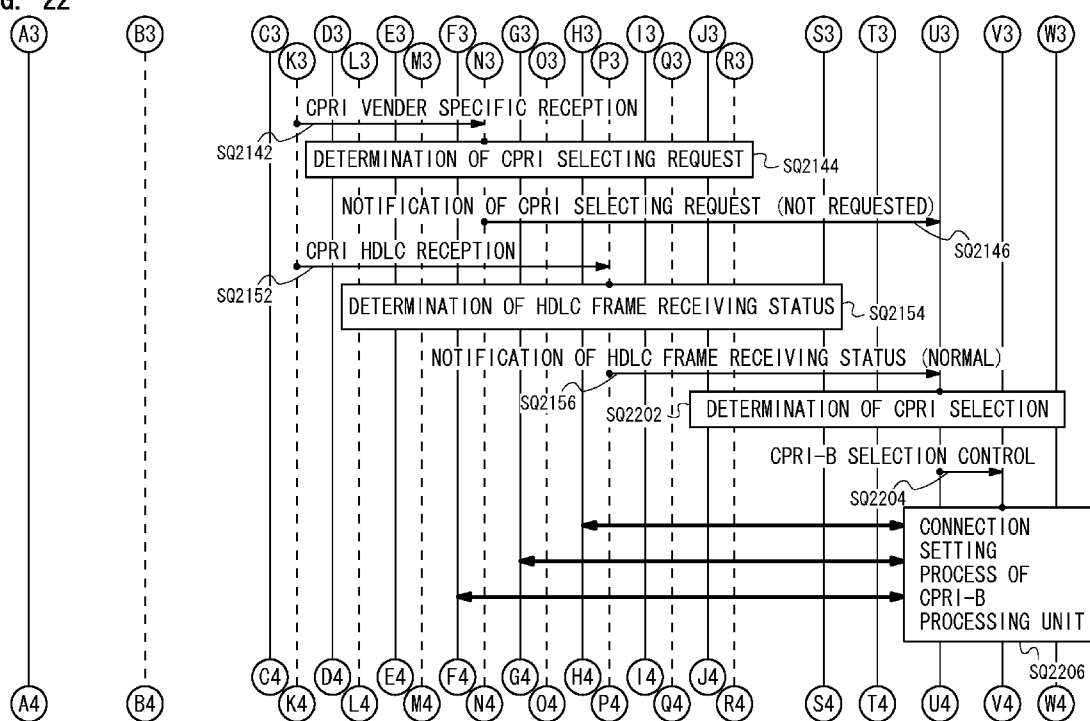 G. 22
A3 B3 C3 D3 E3 F3 G3 H3 I3 J3 S3 T3 U3 V3 W3
K3 L3 M3 N3 O3 P3 Q3 R3
CPRI VENDER SPECIFIC RECEPTION
SQ2142
DETERMINATION OF CPRI SELECTING REQUEST
SQ2144
NOTIFICATION OF CPRI SELECTING REQUEST (NOT REQUESTED)
SQ2146
CPRI HDLC RECEPTION
SQ2152
DETERMINATION OF HDLC FRAME RECEIVING STATUS
SQ2154
NOTIFICATION OF HDLC FRAME RECEIVING STATUS (NORMAL)
SQ2156
SQ2202
DETERMINATION OF CPRI SELECTION
CPRI-B SELECTION CONTROL
SQ2204
CONNECTION
SETTING
PROCESS OF
CPRI-B
PROCESSING UNIT
SQ2206
C4 D4 E4 F4 G4 H4 I4 J4
A4 B4 K4 L4 M4 N4 O4 P4 Q4 R4 S4 T4 U4 V4 W4